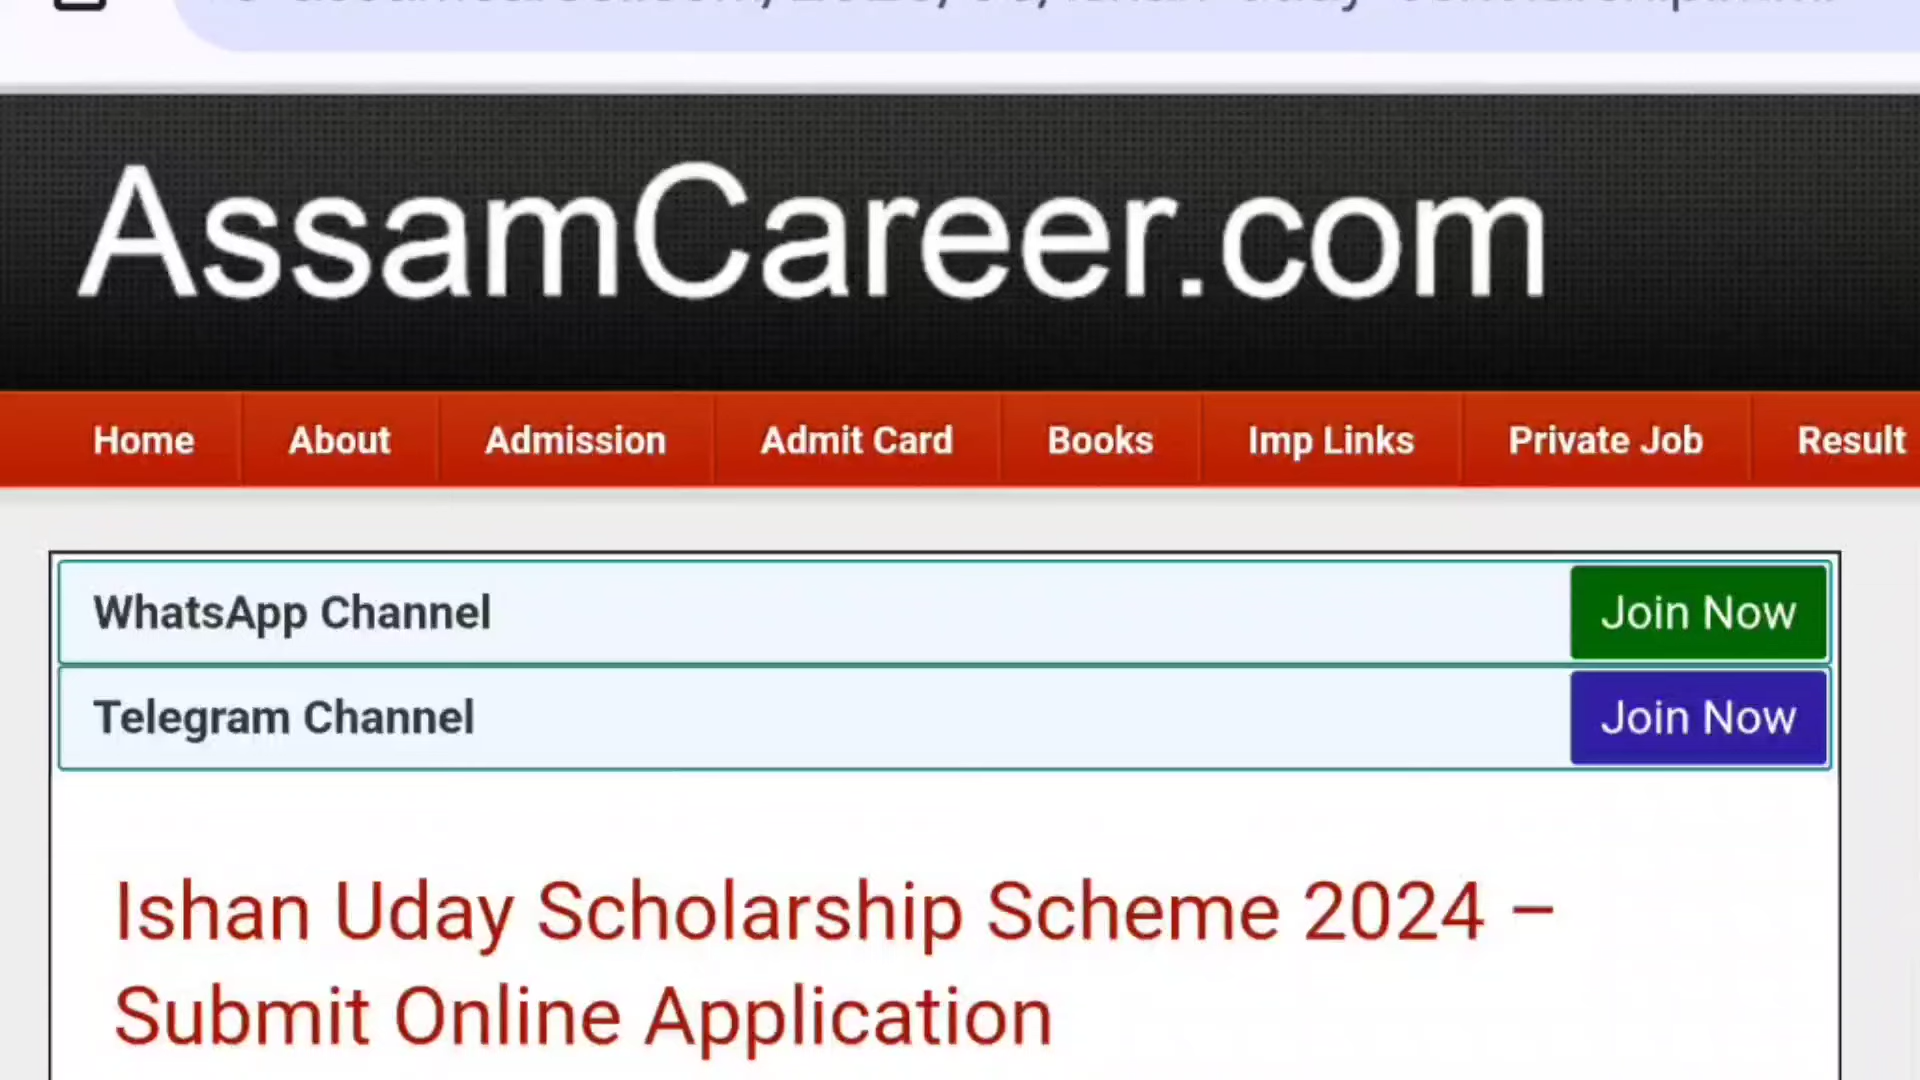 AssamCareer.com
Home About Admission Admit Card Books Imp Links Private Job Result
WhatsApp Channel Join Now
Telegram Channel Join Now
Ishan Uday Scholarship Scheme 2024 –
Submit Online Application